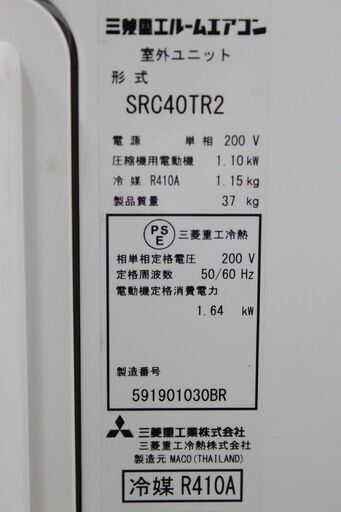 三菱重工ルームエアコン
室外ユニット
形式
SRC40TR2
電源 単相 200 V
圧縮機用電動機 1.10 kW
冷媒 R410A 1.15 kg
製品質量 37 kg
PS E 三菱重工冷熱
相単相定格電圧 200 V
定格周波数 50/60 Hz
電動機定格消費電力
1.64 kW
製造番号
591901030BR
三菱重工業株式会社
三菱重工冷熱株式会社
製造元 MACO(THAILAND)
冷媒 R410A